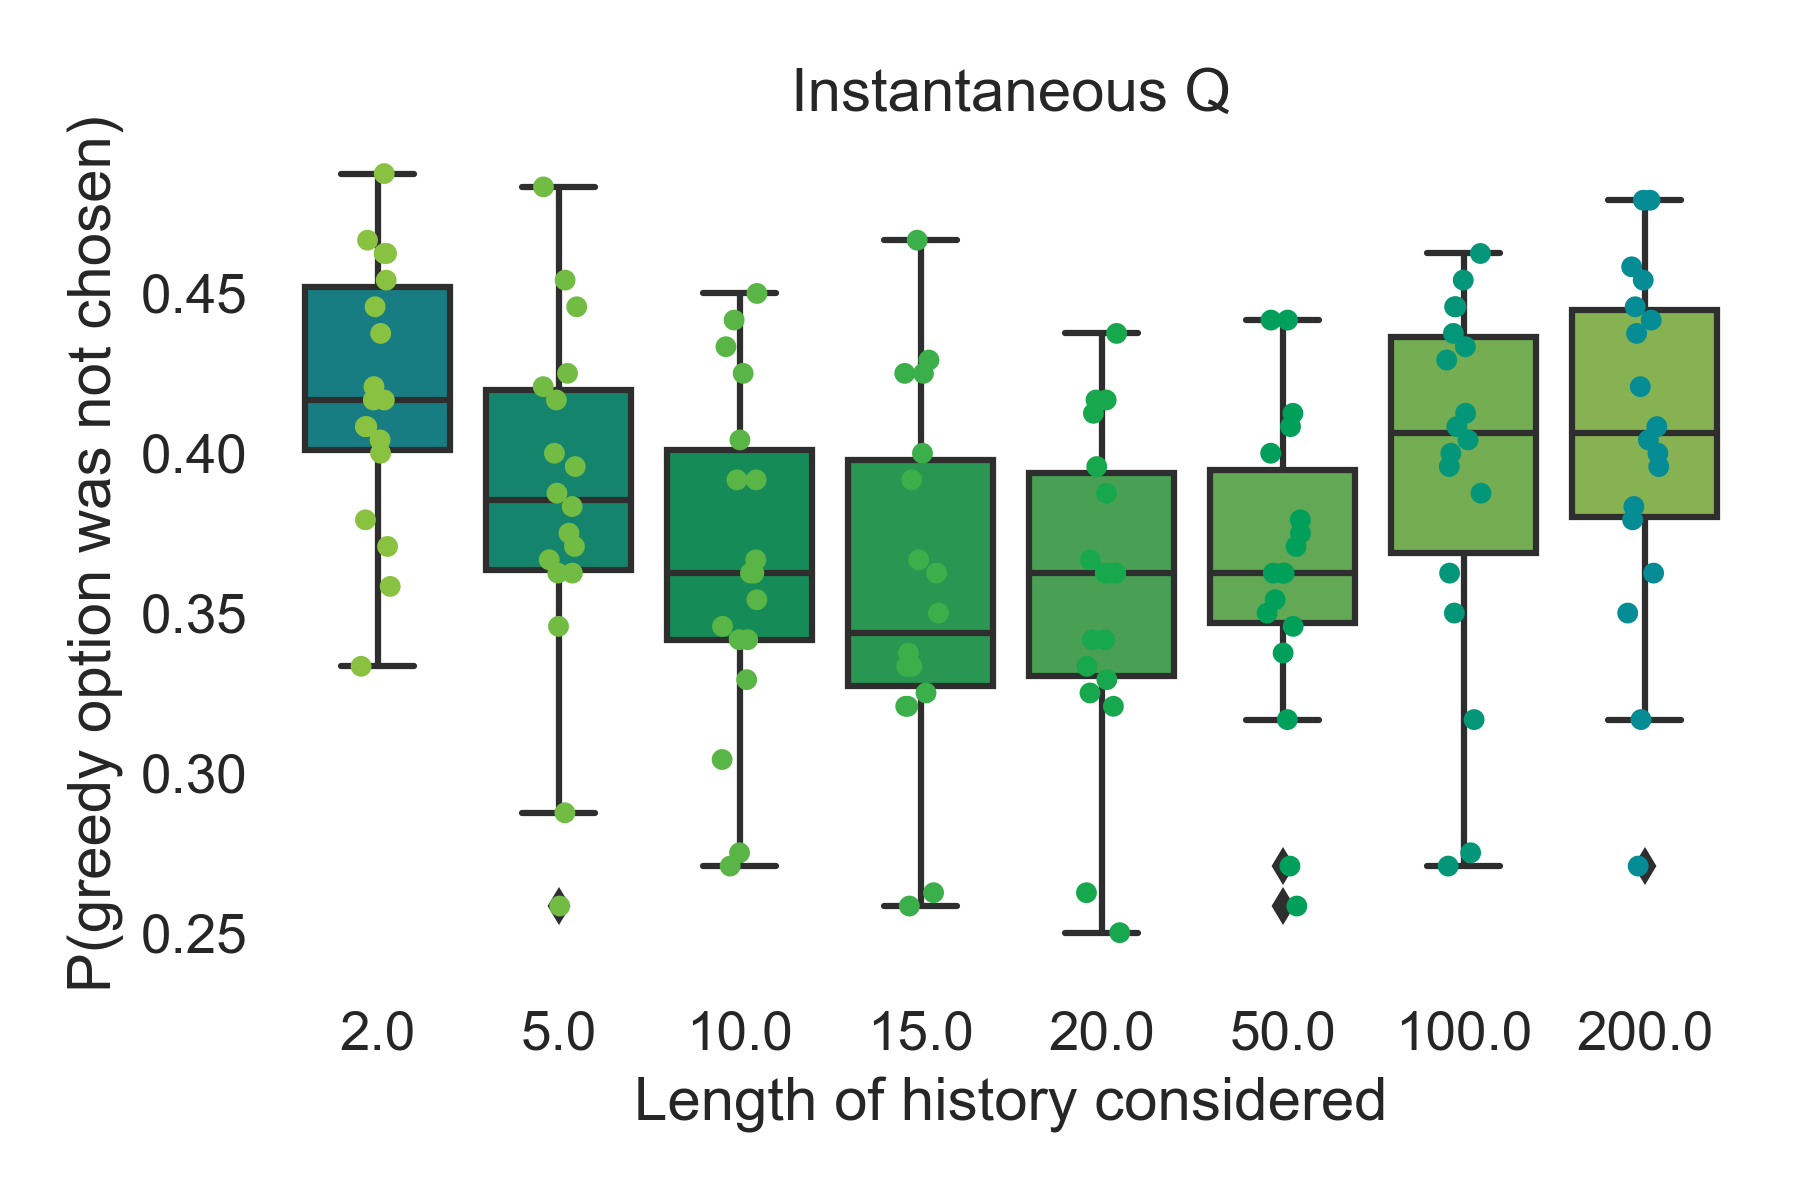 Instantaneous Q
P(greedy option was not chosen)
0.45
0.40
0.35
0.30
0.25
2.0 5.0 10.0 15.0 20.0 50.0 100.0 200.0
Length of history considered